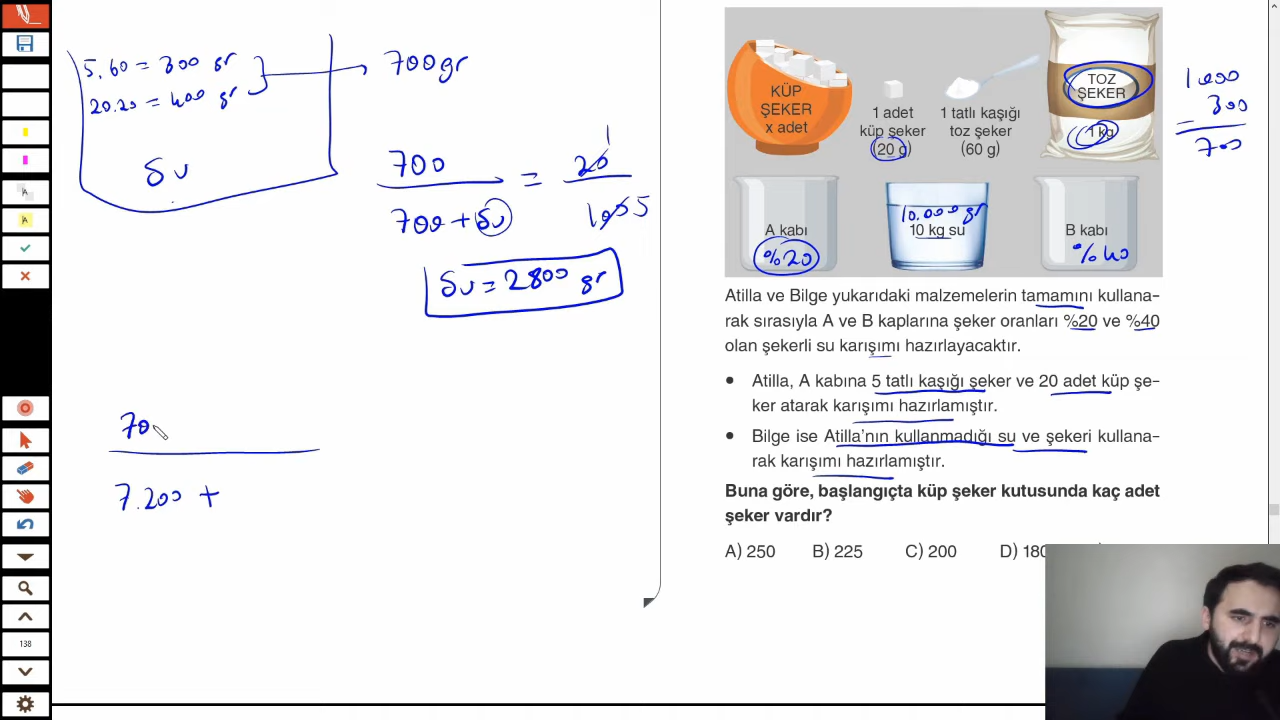 5.60 = 300 gr
20.20 = 400 gr
700gr
Su
700
700 + Su
=
20
100
1
5
Su = 2800 gr
70
7.200 +
KÜP
ŞEKER
x adet
1 adet
küp şeker
(20 g)
1 tatlı kaşığı
toz şeker
(60 g)
TOZ
ŞEKER
1 kg
1.000
300
-
700
A kabı
%20
10.000 gr
10 kg su
B kabı
%40
Atilla ve Bilge yukarıdaki malzemelerin tamamını kullana-
rak sırasıyla A ve B kaplarına şeker oranları %20 ve %40
olan şekerli su karışımı hazırlayacaktır.
• Atilla, A kabına 5 tatlı kaşığı şeker ve 20 adet küp şe-
ker atarak karışımı hazırlamıştır.
• Bilge ise Atilla'nın kullanmadığı su ve şekeri kullana-
rak karışımı hazırlamıştır.
Buna göre, başlangıçta küp şeker kutusunda kaç adet
şeker vardır?
A) 250 B) 225 C) 200 D) 180
A
A
138